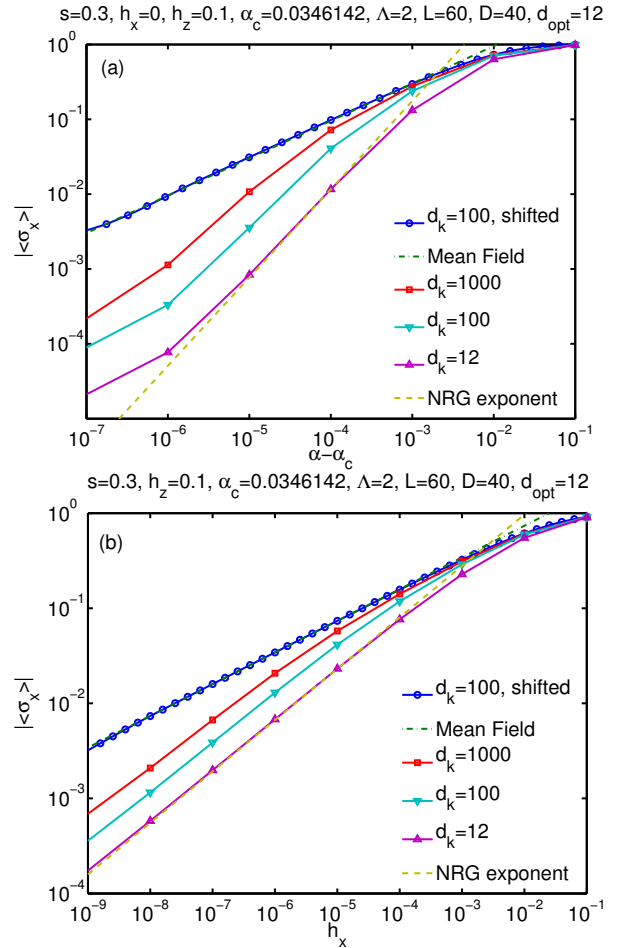 s=0.3, h_x=0, h_z=0.1, α_c=0.0346142, Λ=2, L=60, D=40, d_opt=12
(a)
10^0
10^−1
10^−2
10^−3
10^−4
|<σ_x>|
d_k=100, shifted
Mean Field
d_k=1000
d_k=100
d_k=12
NRG exponent
10^−7 10^−6 10^−5 10^−4 10^−3 10^−2 10^−1
α−α_c
s=0.3, h_z=0.1, α_c=0.0346142, Λ=2, L=60, D=40, d_opt=12
(b)
10^0
10^−1
10^−2
10^−3
10^−4
|<σ_x>|
d_k=100, shifted
Mean Field
d_k=1000
d_k=100
d_k=12
NRG exponent
10^−9 10^−8 10^−7 10^−6 10^−5 10^−4 10^−3 10^−2 10^−1
h_x